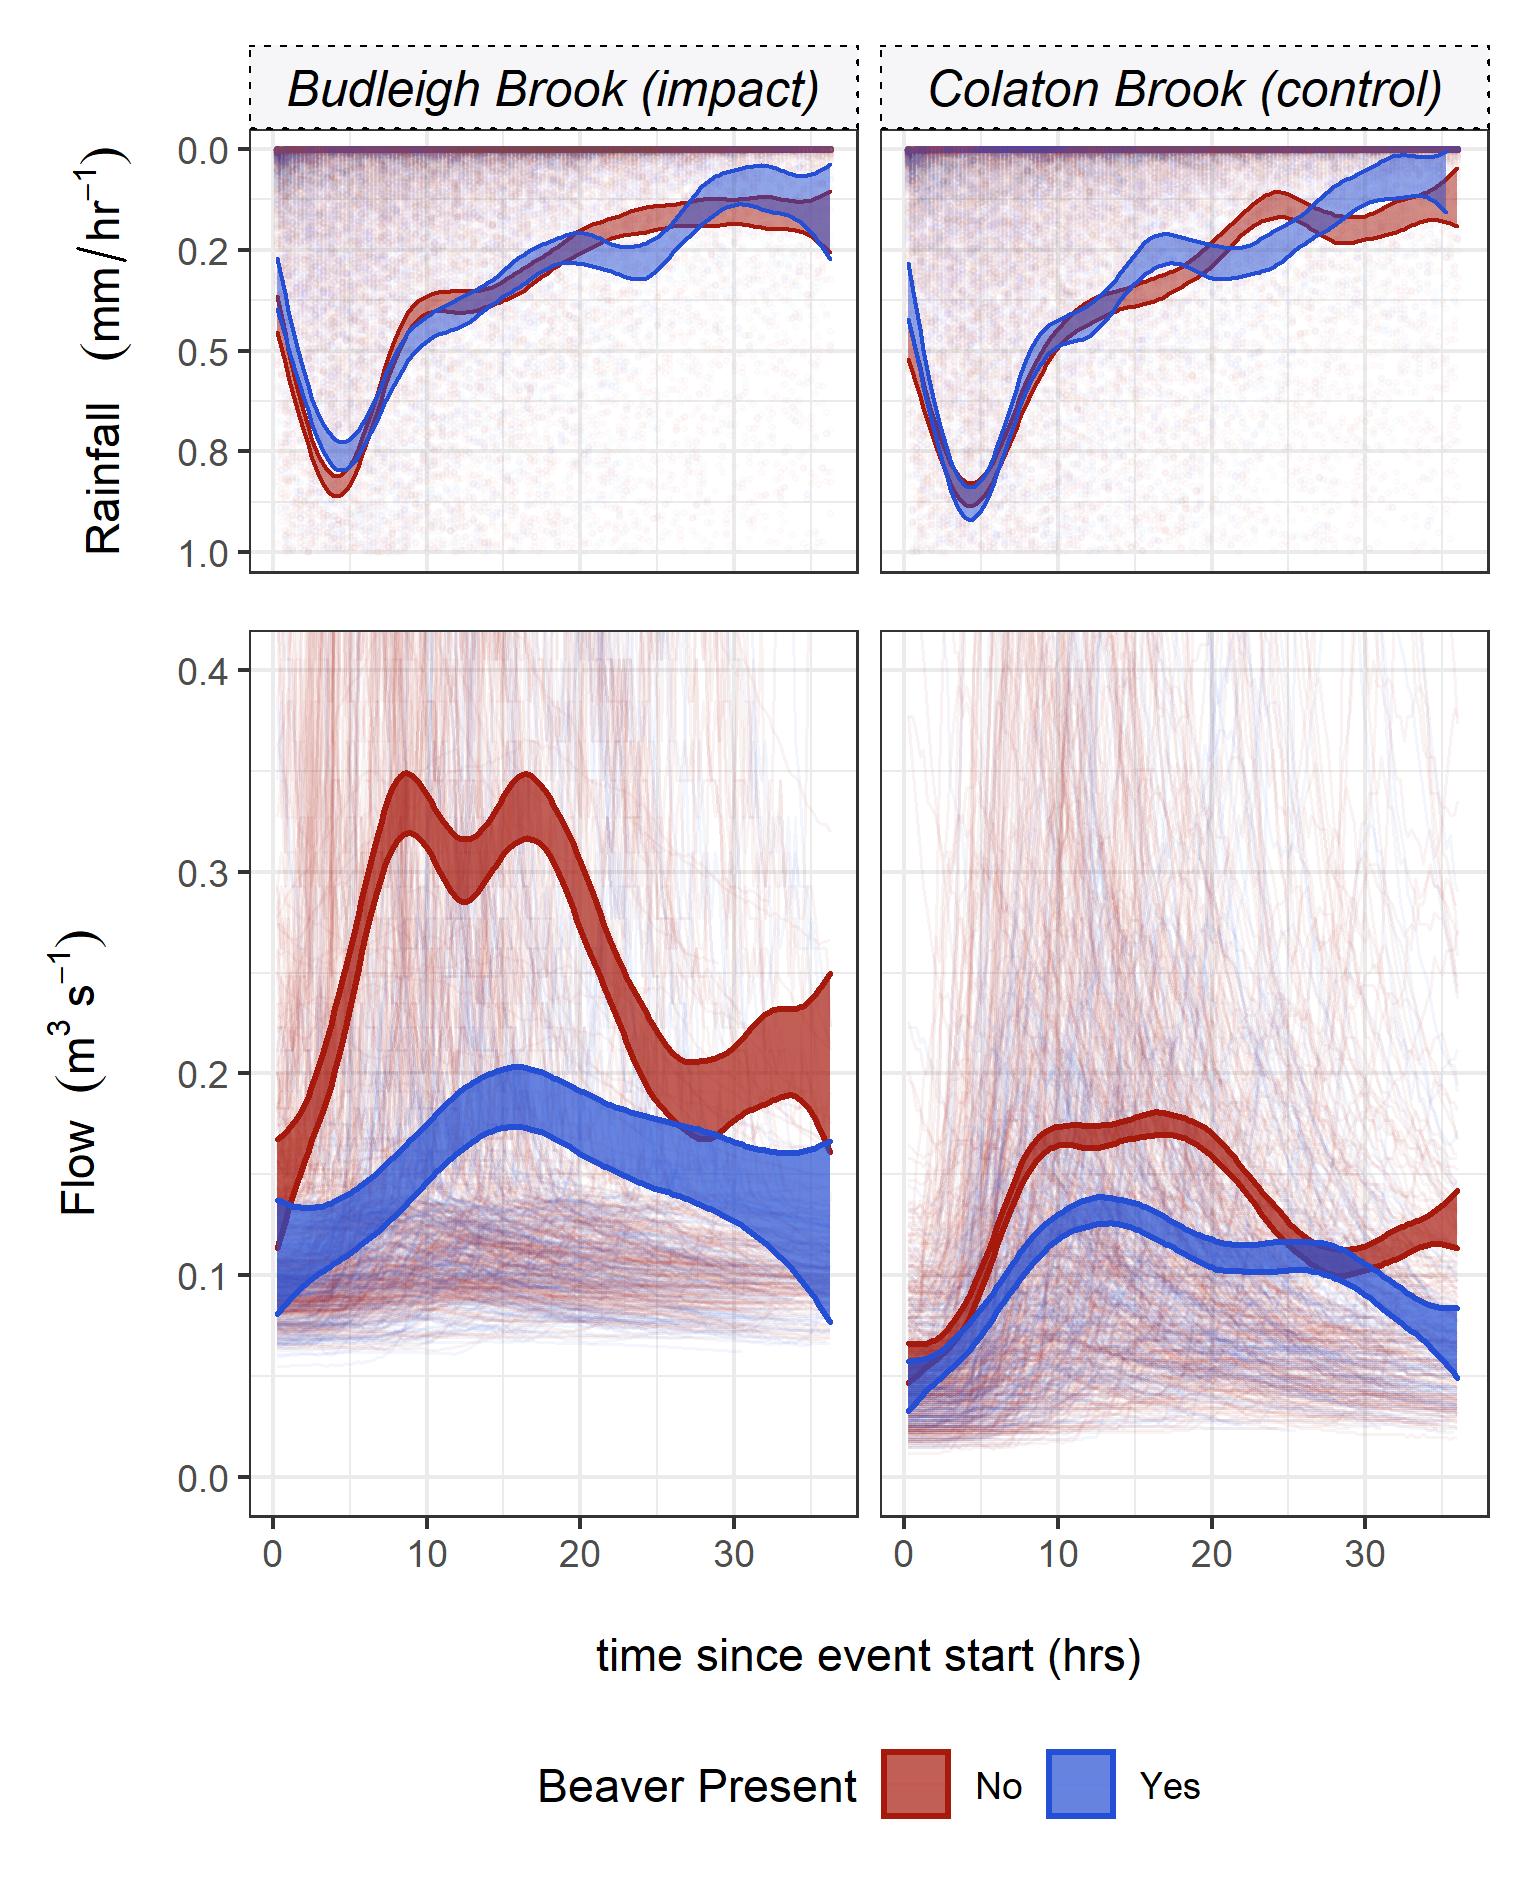 Budleigh Brook (impact)
Colaton Brook (control)
Rainfall (mm/hr⁻¹)
0.0
0.2
0.5
0.8
1.0
Flow (m³ s⁻¹)
0.4
0.3
0.2
0.1
0.0
0 10 20 30
0 10 20 30
time since event start (hrs)
Beaver Present No Yes